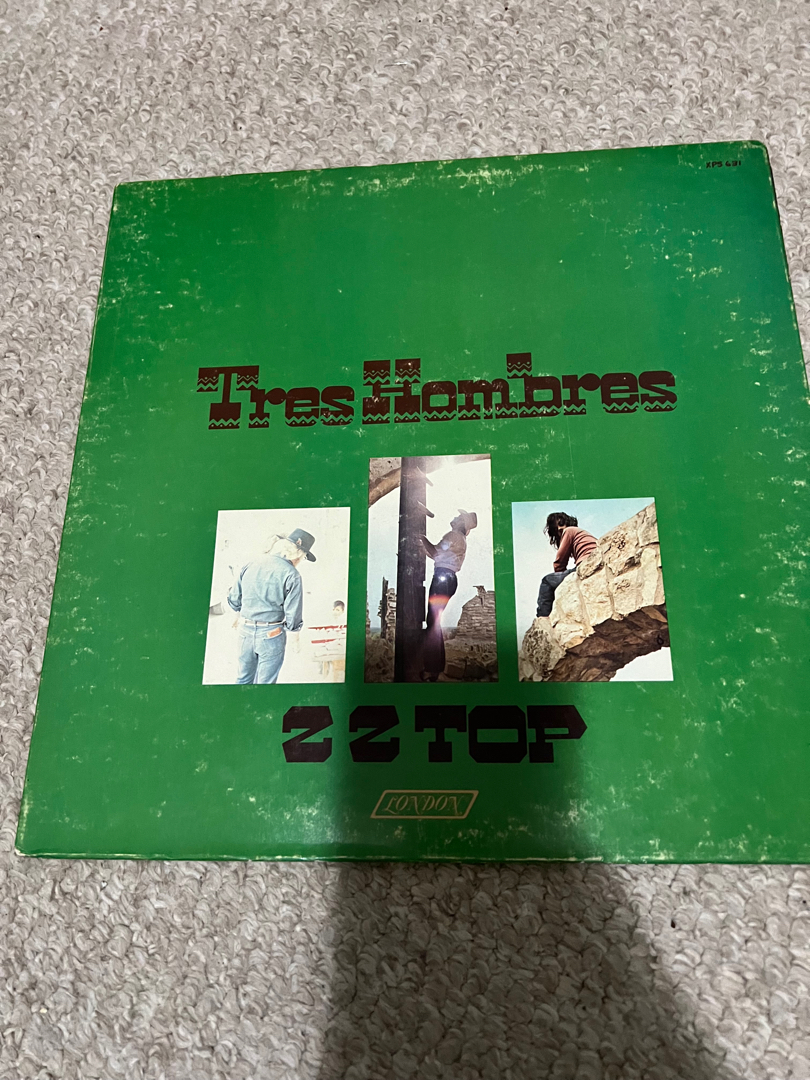 XPS 631
Tres Hombres
ZZ TOP
LONDON